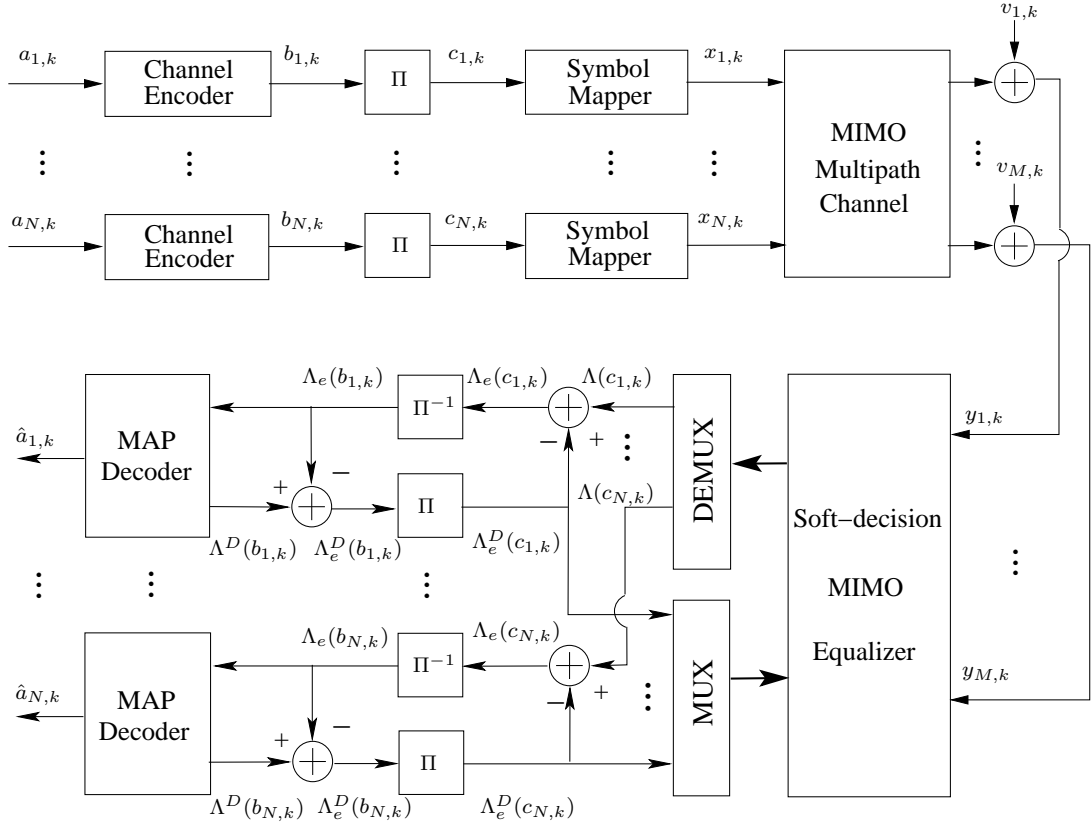 v_{1,k}
a_{1,k} Channel Encoder b_{1,k} Π c_{1,k} Symbol Mapper x_{1,k}
MIMO Multipath Channel
v_{M,k}
a_{N,k} Channel Encoder b_{N,k} Π c_{N,k} Symbol Mapper x_{N,k}
Λ_e(b_{1,k}) Π^{-1} Λ_e(c_{1,k}) Λ(c_{1,k})
â_{1,k} MAP Decoder
− +
DEMUX
y_{1,k}
+ − Π Λ(c_{N,k})
Λ^D(b_{1,k}) Λ_e^D(b_{1,k}) Λ_e^D(c_{1,k})
Soft−decision MIMO Equalizer
Λ_e(b_{N,k}) Π^{-1} Λ_e(c_{N,k})
â_{N,k} MAP Decoder
− +
MUX
y_{M,k}
+ − Π
Λ^D(b_{N,k}) Λ_e^D(b_{N,k}) Λ_e^D(c_{N,k})